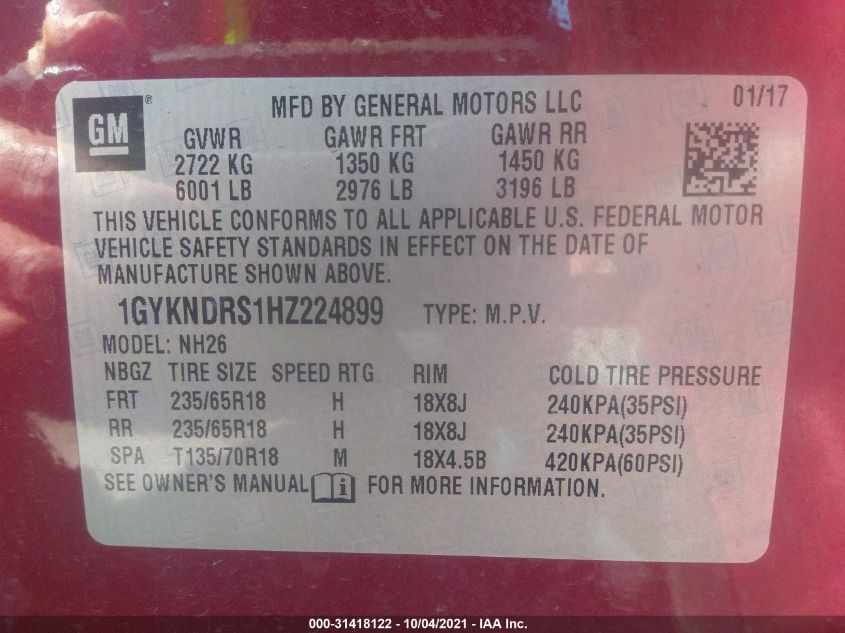 GM ® MFD BY GENERAL MOTORS LLC 01/17
GVWR GAWR FRT GAWR RR
2722 KG 1350 KG 1450 KG
6001 LB 2976 LB 3196 LB
THIS VEHICLE CONFORMS TO ALL APPLICABLE U.S. FEDERAL MOTOR
VEHICLE SAFETY STANDARDS IN EFFECT ON THE DATE OF
MANUFACTURE SHOWN ABOVE.
1GYKNDRS1HZ224899 TYPE: M.P.V.
MODEL: NH26
NBGZ TIRE SIZE SPEED RTG RIM COLD TIRE PRESSURE
FRT 235/65R18 H 18X8J 240KPA(35PSI)
RR 235/65R18 H 18X8J 240KPA(35PSI)
SPA T135/70R18 M 18X4.5B 420KPA(60PSI)
SEE OWNER'S MANUAL i FOR MORE INFORMATION.
000-31418122 - 10/04/2021 - IAA Inc.